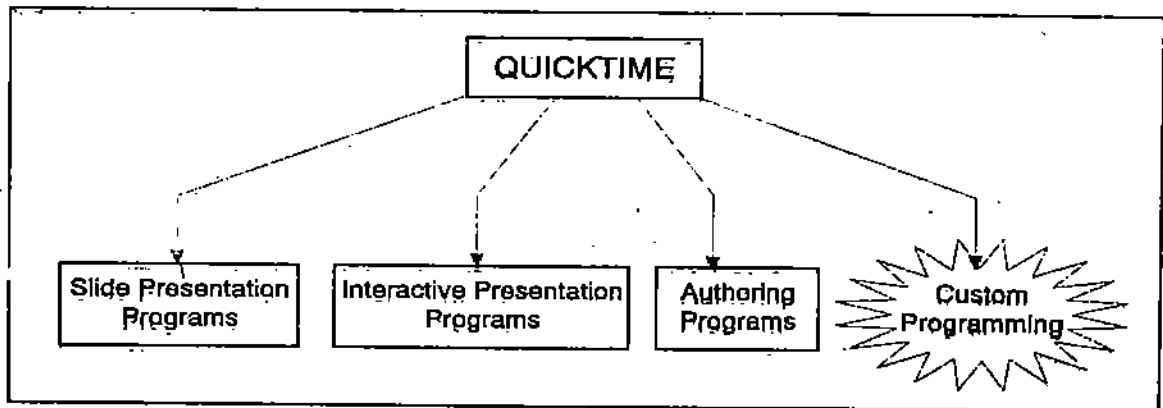 QUICKTIME
Slide Presentation
Programs
Interactive Presentation
Programs
Authoring
Programs
Custom
Programming